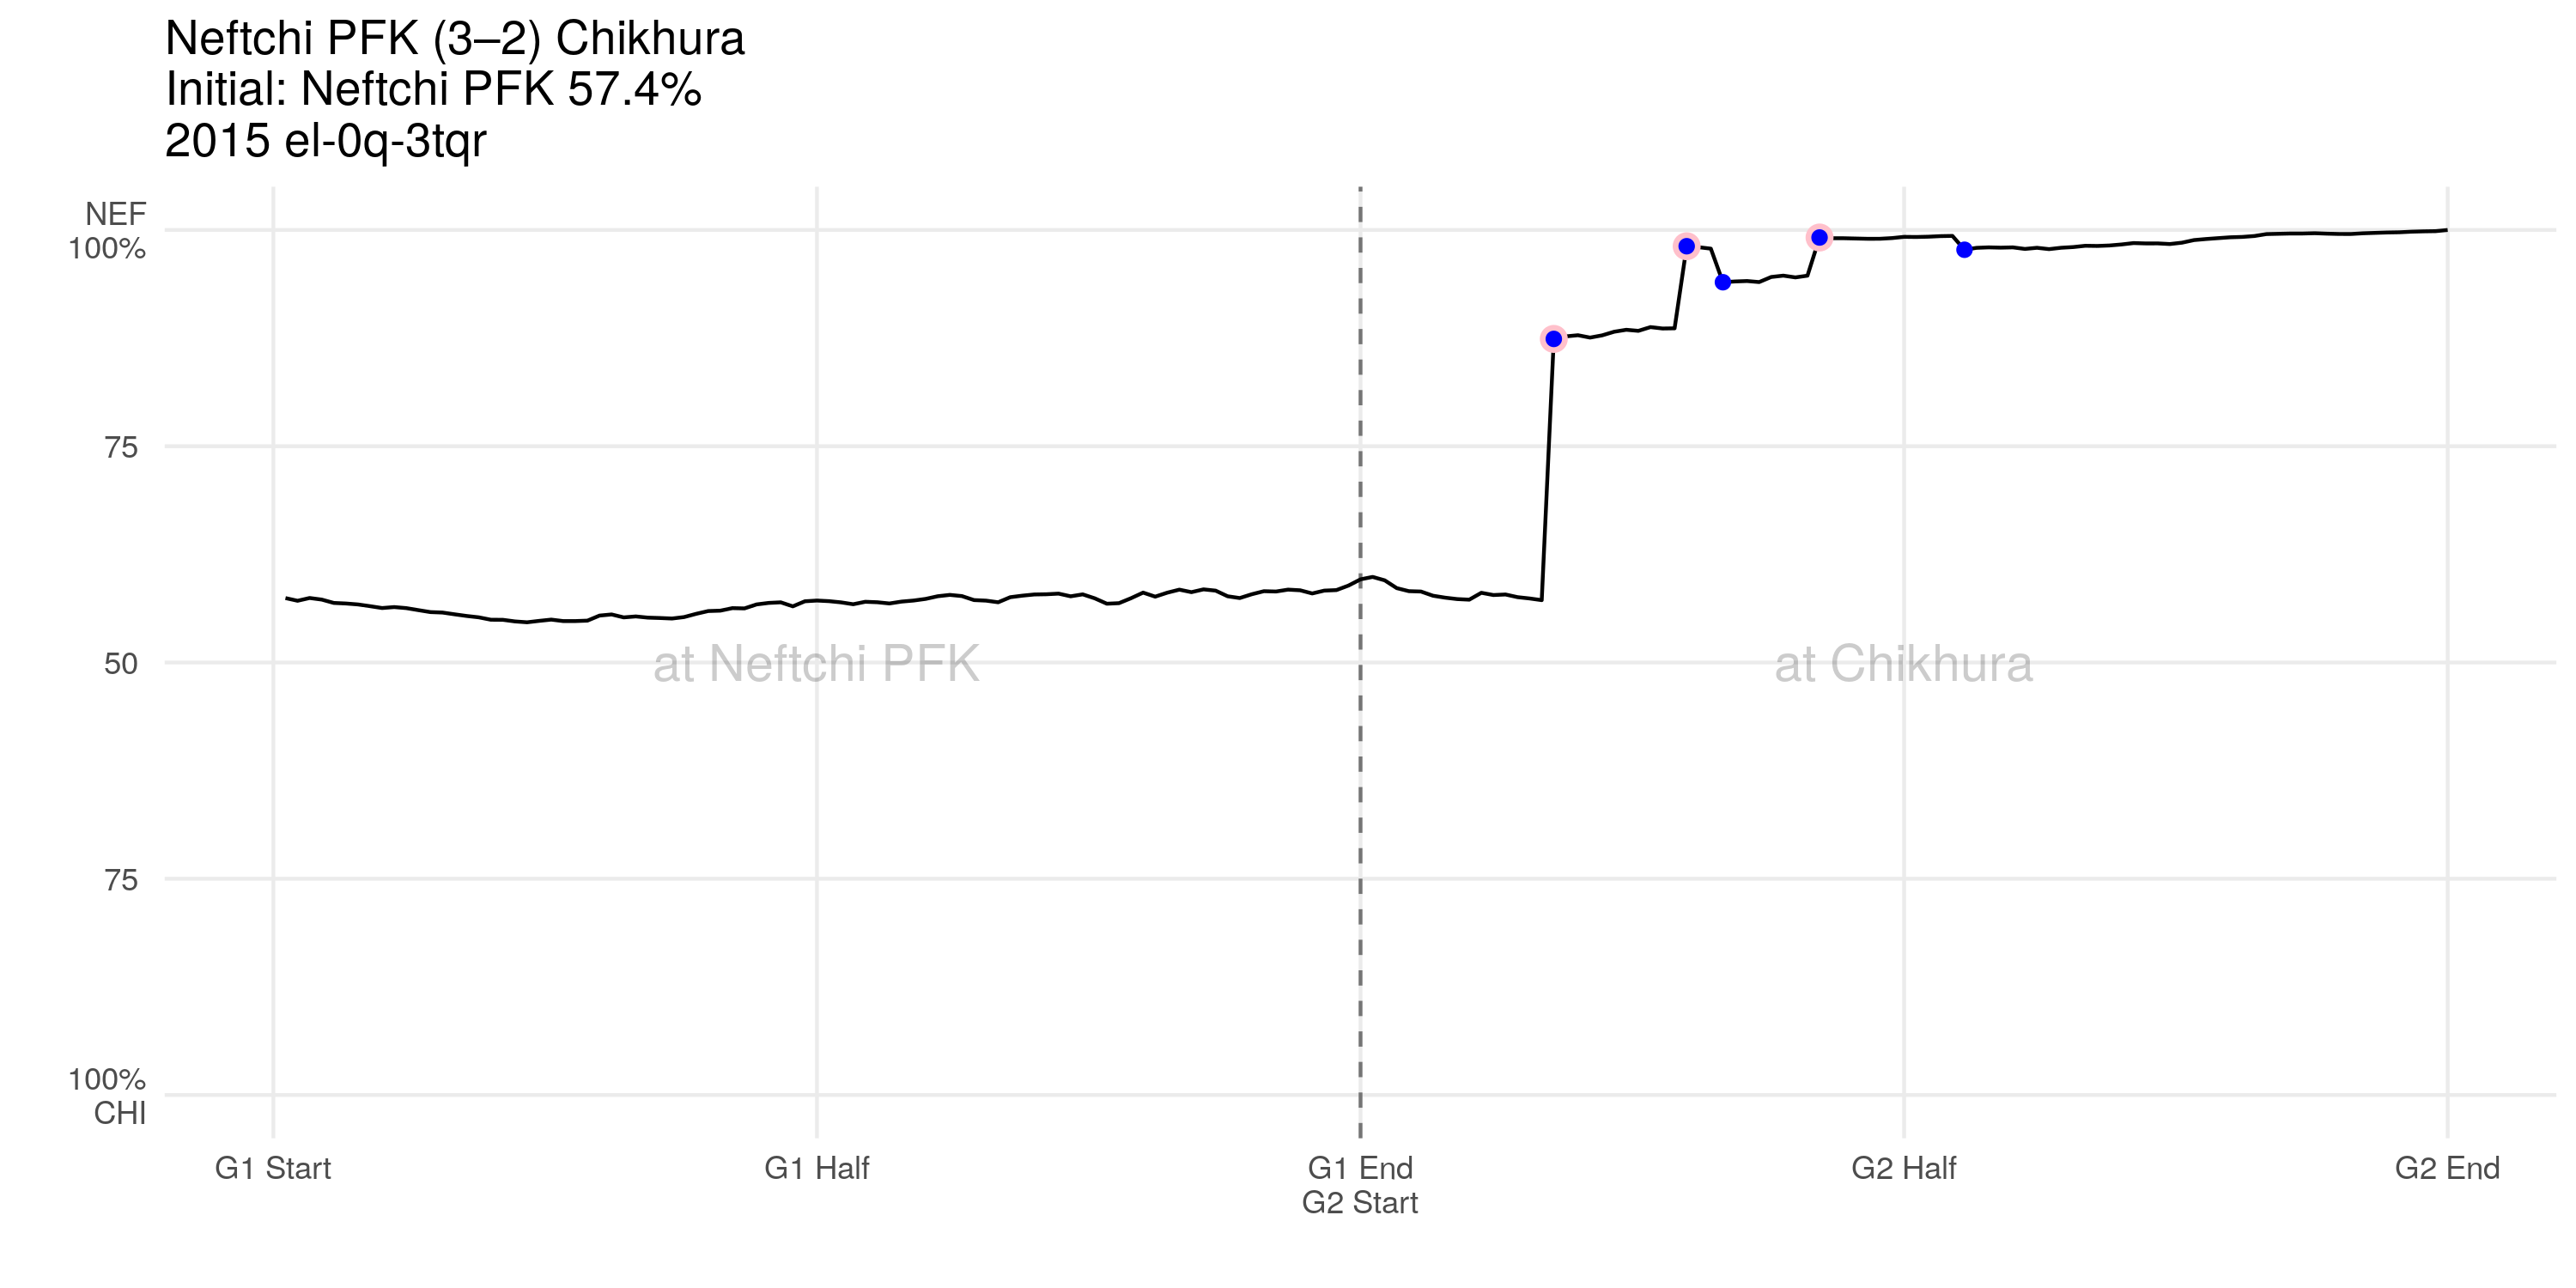 Neftchi PFK (3–2) Chikhura
Initial: Neftchi PFK 57.4%
2015 el-0q-3tqr
NEF
100%
75
50
75
100%
CHI
at Neftchi PFK
at Chikhura
G1 Start
G1 Half
G1 End
G2 Start
G2 Half
G2 End